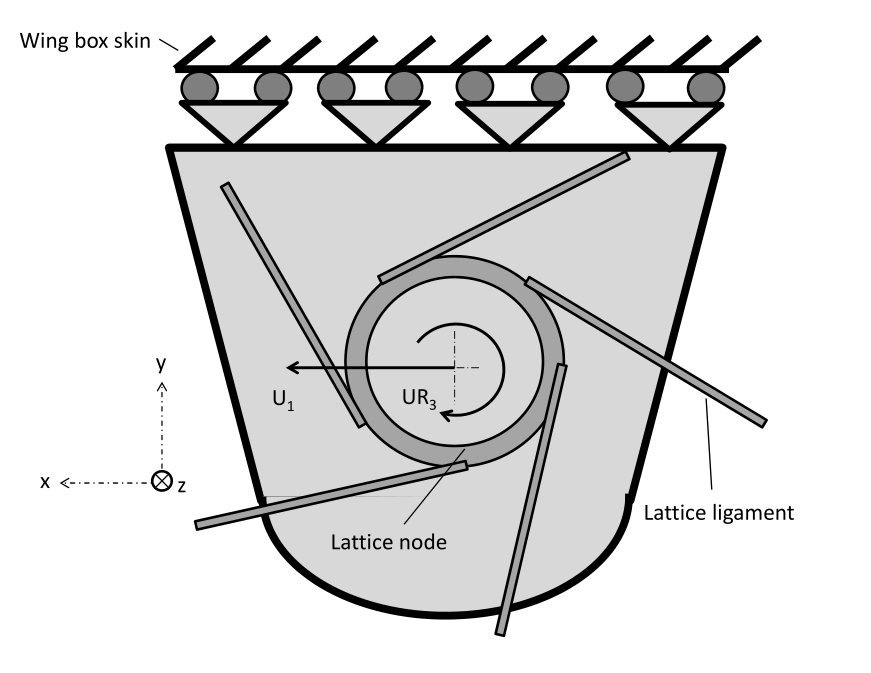 Wing box skin
y
U1
UR3
x
z
Lattice ligament
Lattice node